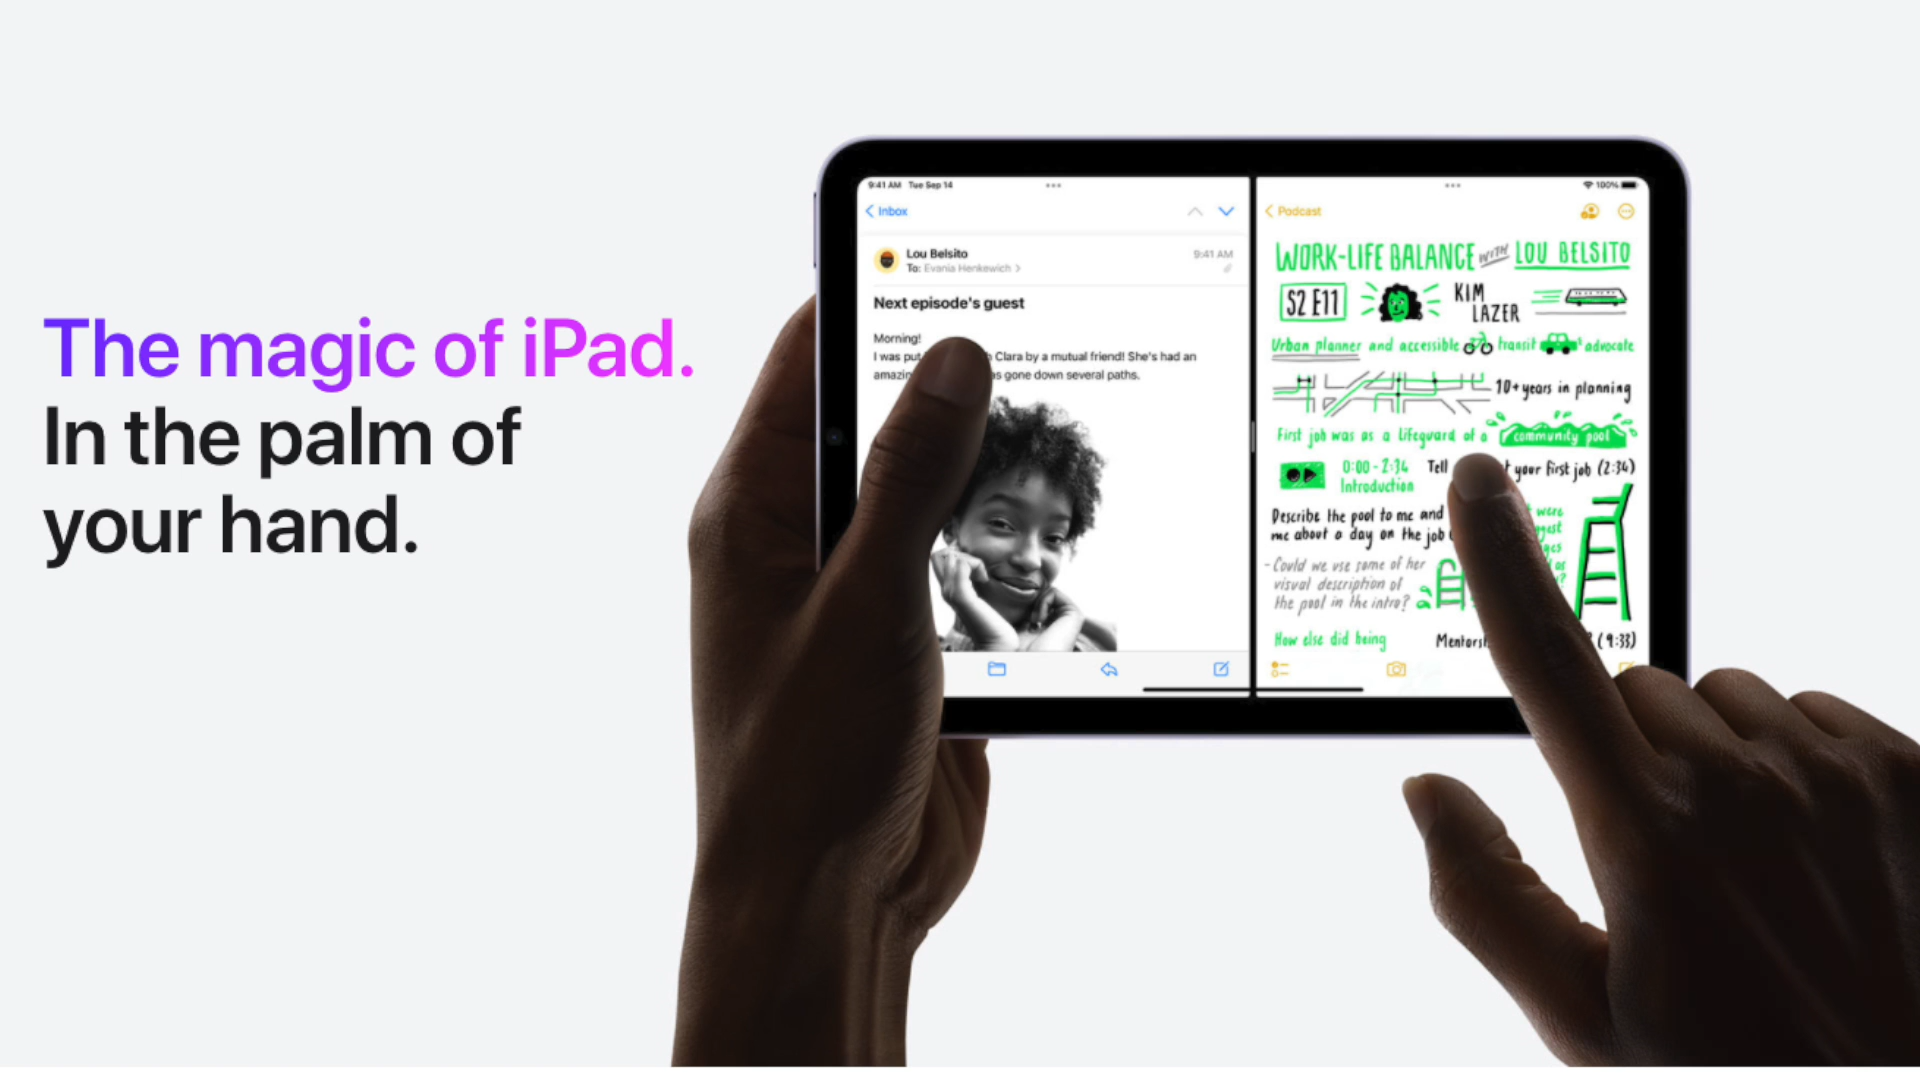 The magic of iPad.
In the palm of
your hand.
9:41 AM Tue Sep 14
Inbox
Lou Belsito
9:41 AM
To: Evania Henkewich >
Next episode's guest
Morning!
I was put Clara by a mutual friend! She's had an
gone down several paths.
100%
Podcast
WORK-LIFE BALANCE WITH LOU BELSITO
S2 E11
KIM
LAZER
Urban planner and accessible transit advocate
10+ years in planning
First job was as a lifeguard of a community pool
0:00 - 2:34
Introduction
Tell your first job (2:34)
Describe the pool to me and
me about a day on the job
were
- Could we use some of her
visual description of
the pool in the intro?
How else did being
(9:33)